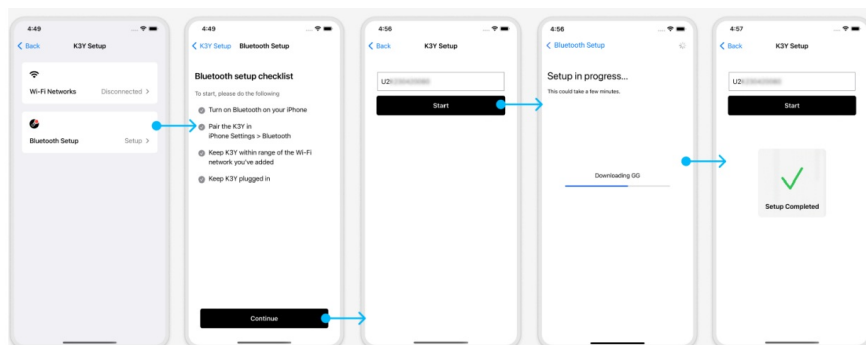 4:49
Back
K3Y Setup
Wi-Fi Networks
Disconnected
Bluetooth Setup
Setup
4:49
K3Y Setup
Bluetooth Setup
Bluetooth setup checklist
To start, please do the following
Turn on Bluetooth on your iPhone
Pair the K3Y in
iPhone Settings > Bluetooth
Keep K3Y within range of the Wi-Fi
network you've added
Keep K3Y plugged in
Continue
4:56
Back
K3Y Setup
Start
4:56
Bluetooth Setup
Setup in progress...
This could take a few minutes.
Downloading GG
4:57
Back
K3Y Setup
Start
Setup Completed